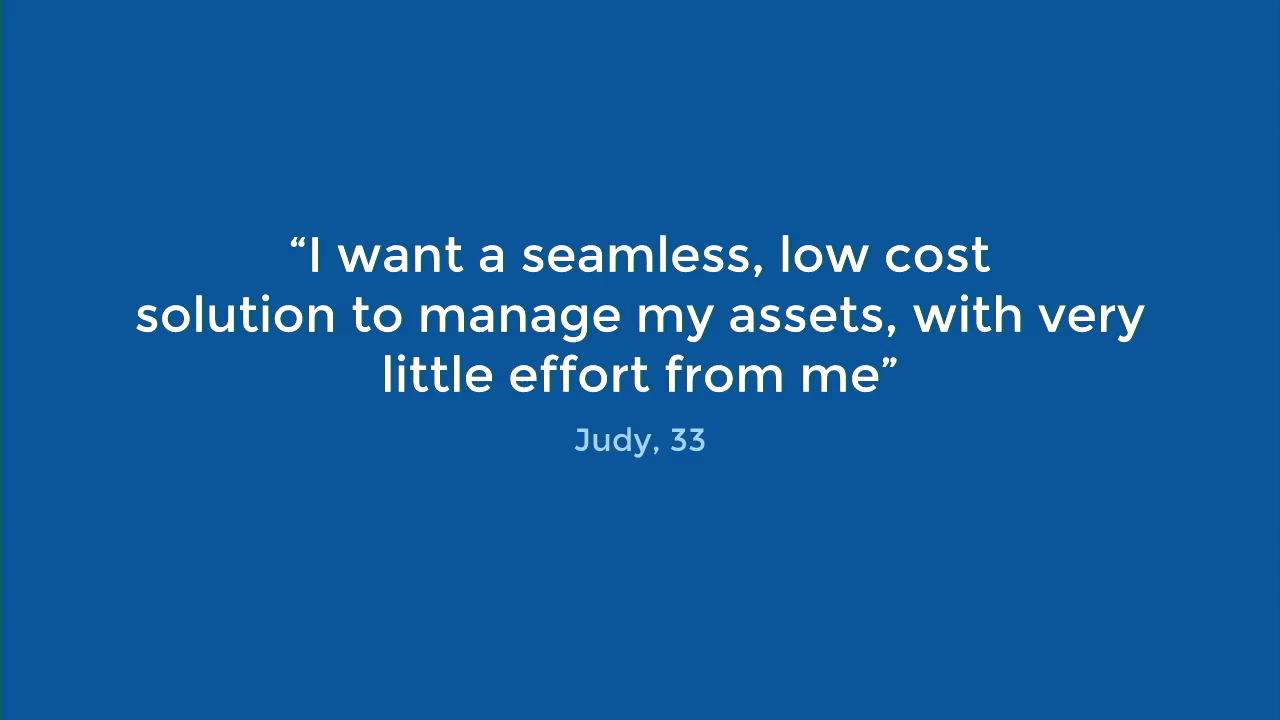 “I want a seamless, low cost
solution to manage my assets, with very
little effort from me”
Judy, 33